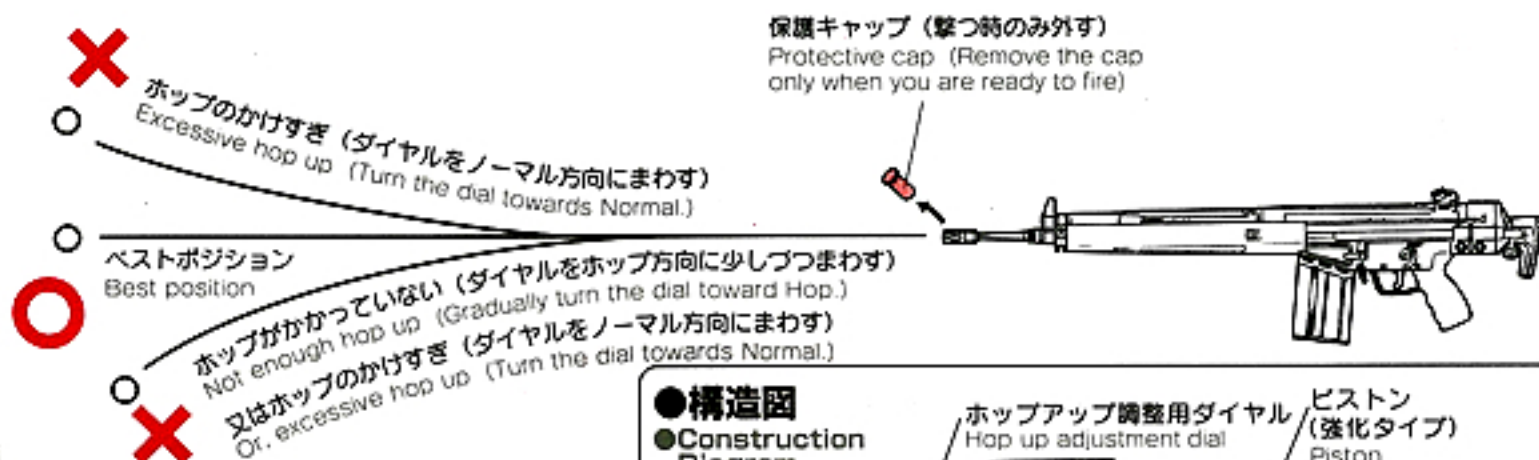 保護キャップ（撃つ時のみ外す）
Protective cap (Remove the cap
only when you are ready to fire)
ホップのかけすぎ（ダイヤルをノーマル方向にまわす）
Excessive hop up (Turn the dial towards Normal.)
ベストポジション
Best position
ホップがかかっていない（ダイヤルをホップ方向に少しづつまわす）
Not enough hop up (Gradually turn the dial toward Hop.)
又はホップのかけすぎ（ダイヤルをノーマル方向にまわす）
Or, excessive hop up (Turn the dial towards Normal.)
●構造図
●Construction
Diagram
ホップアップ調整用ダイヤル
Hop up adjustment dial
ピストン
（強化タイプ）
Piston